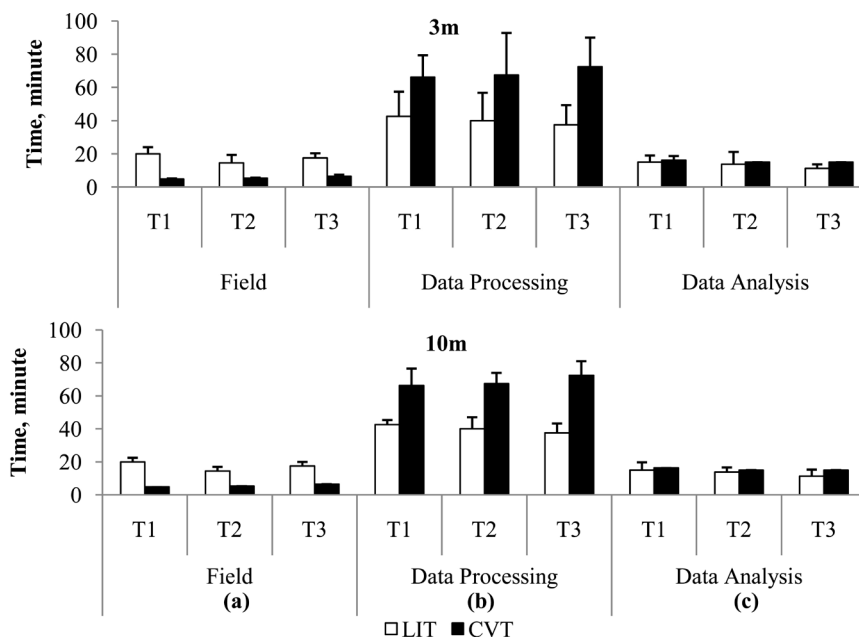 3m
Time, minute
100
80
60
40
20
0
T1 T2 T3 T1 T2 T3 T1 T2 T3
Field Data Processing Data Analysis
10m
Time, minute
100
80
60
40
20
0
T1 T2 T3 T1 T2 T3 T1 T2 T3
Field Data Processing Data Analysis
(a) (b) (c)
LIT CVT